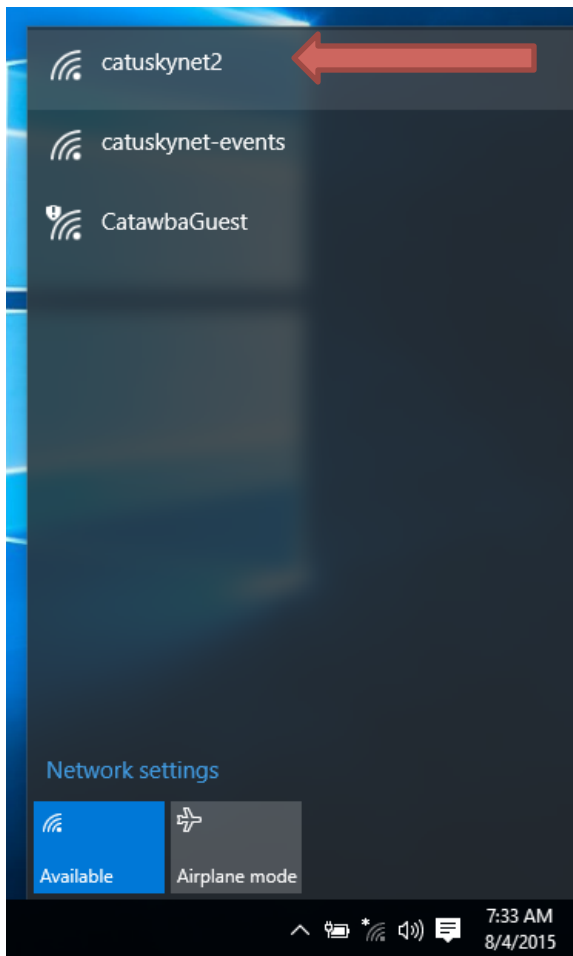 catuskynet2
catuskynet-events
CatawbaGuest
Network settings
Available
Airplane mode
7:33 AM
8/4/2015